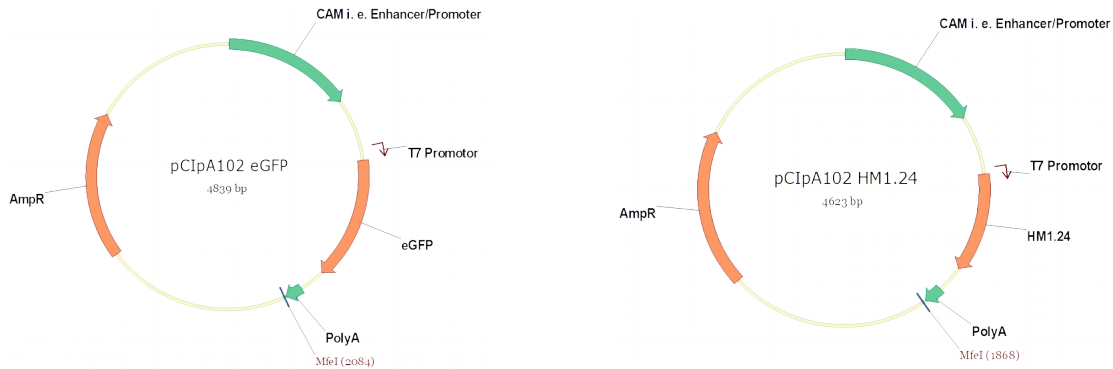 CAM i. e. Enhancer/Promoter
T7 Promotor
pCIpA102 eGFP
4839 bp
AmpR
eGFP
PolyA
MfeI (2084)
CAM i. e. Enhancer/Promoter
T7 Promotor
pCIpA102 HM1.24
4623 bp
AmpR
HM1.24
PolyA
MfeI (1868)